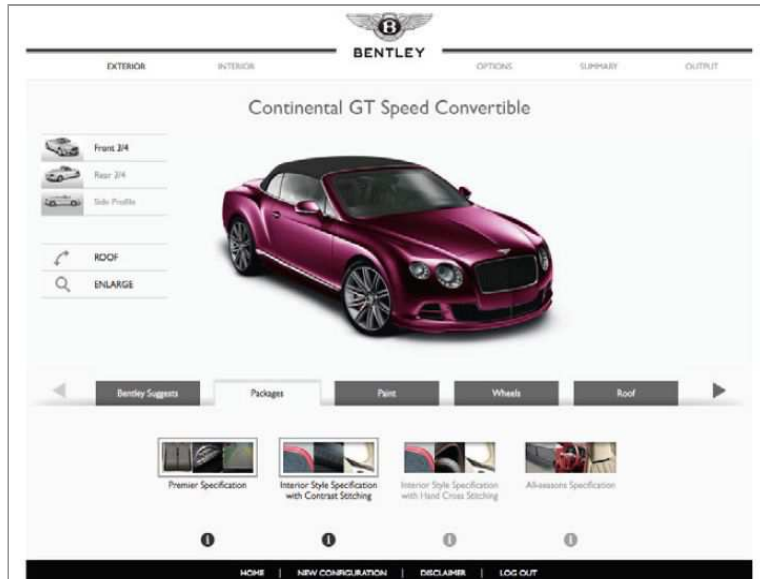 B
BENTLEY
EXTERIOR
INTERIOR
OPTIONS
SUMMARY
OUTPUT
Continental GT Speed Convertible
Front 3/4
Rear 3/4
Side Profile
ROOF
ENLARGE
Bentley Suggests
Packages
Paint
Wheels
Roof
Premier Specification
Interior Style Specification
with Contrast Stitching
Interior Style Specification
with Hand Cross Stitching
All-seasons Specification
HOME | NEW CONFIGURATION | DISCLAIMER | LOG OUT